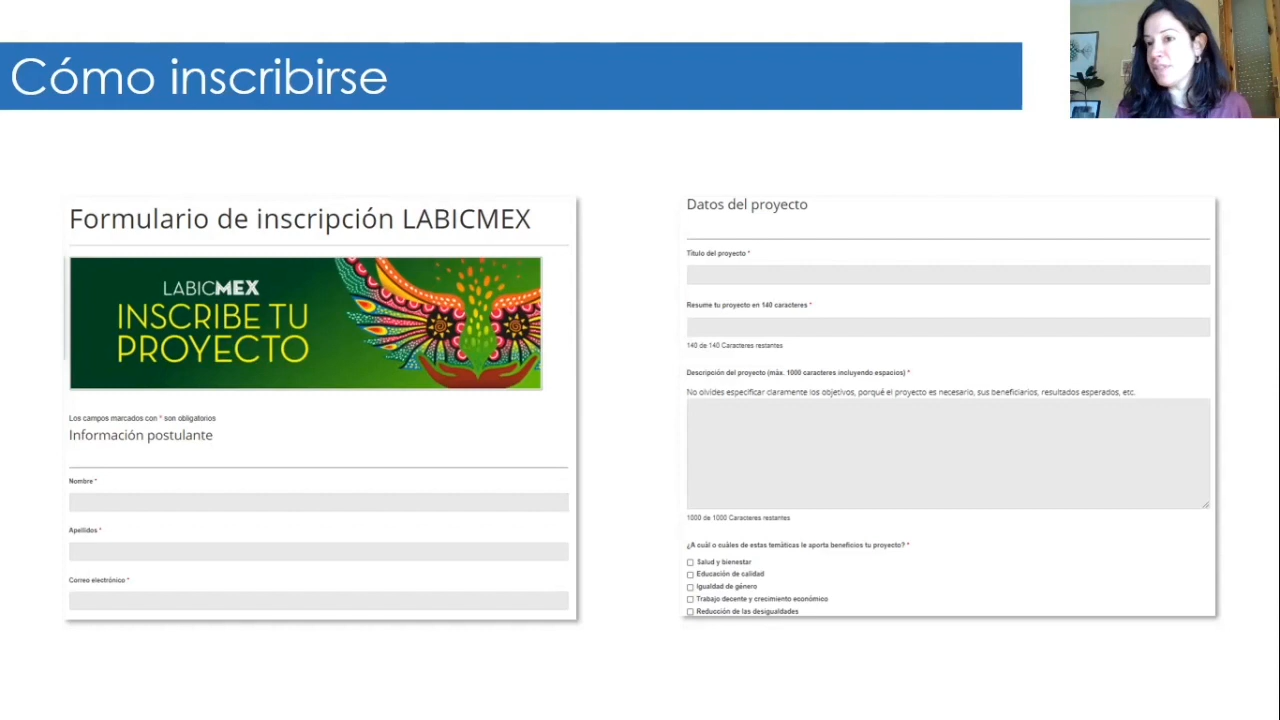 Cómo inscribirse
Formulario de inscripción LABICMEX
LABICMEX
INSCRIBE TU
PROYECTO
Los campos marcados con * son obligatorios
Información postulante
Nombre *
Apellidos *
Correo electrónico *
Datos del proyecto
Título del proyecto *
Resume tu proyecto en 140 caracteres *
140 de 140 Caracteres restantes
Descripción del proyecto (máx. 1000 caracteres incluyendo espacios) *
No olvides especificar claramente los objetivos, porqué el proyecto es necesario, sus beneficiarios, resultados esperados, etc.
1000 de 1000 Caracteres restantes
¿A cuál o cuáles de estas temáticas le aporta beneficios tu proyecto? *
Salud y bienestar
Educación de calidad
Igualdad de género
Trabajo decente y crecimiento económico
Reducción de las desigualdades